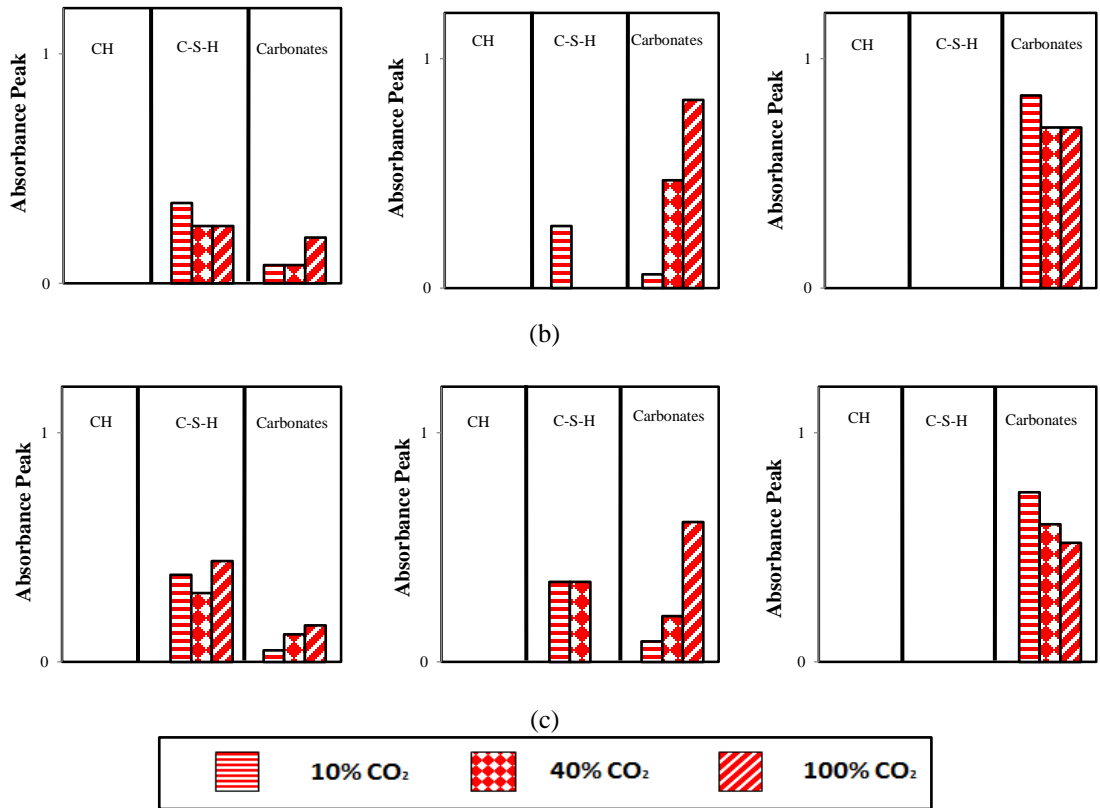 Absorbance Peak
1
0
CH
C-S-H
Carbonates
Absorbance Peak
1
0
CH
C-S-H
Carbonates
Absorbance Peak
1
0
CH
C-S-H
Carbonates
(b)
Absorbance Peak
1
0
CH
C-S-H
Carbonates
Absorbance Peak
1
0
CH
C-S-H
Carbonates
Absorbance Peak
1
0
CH
C-S-H
Carbonates
(c)
10% CO₂
40% CO₂
100% CO₂